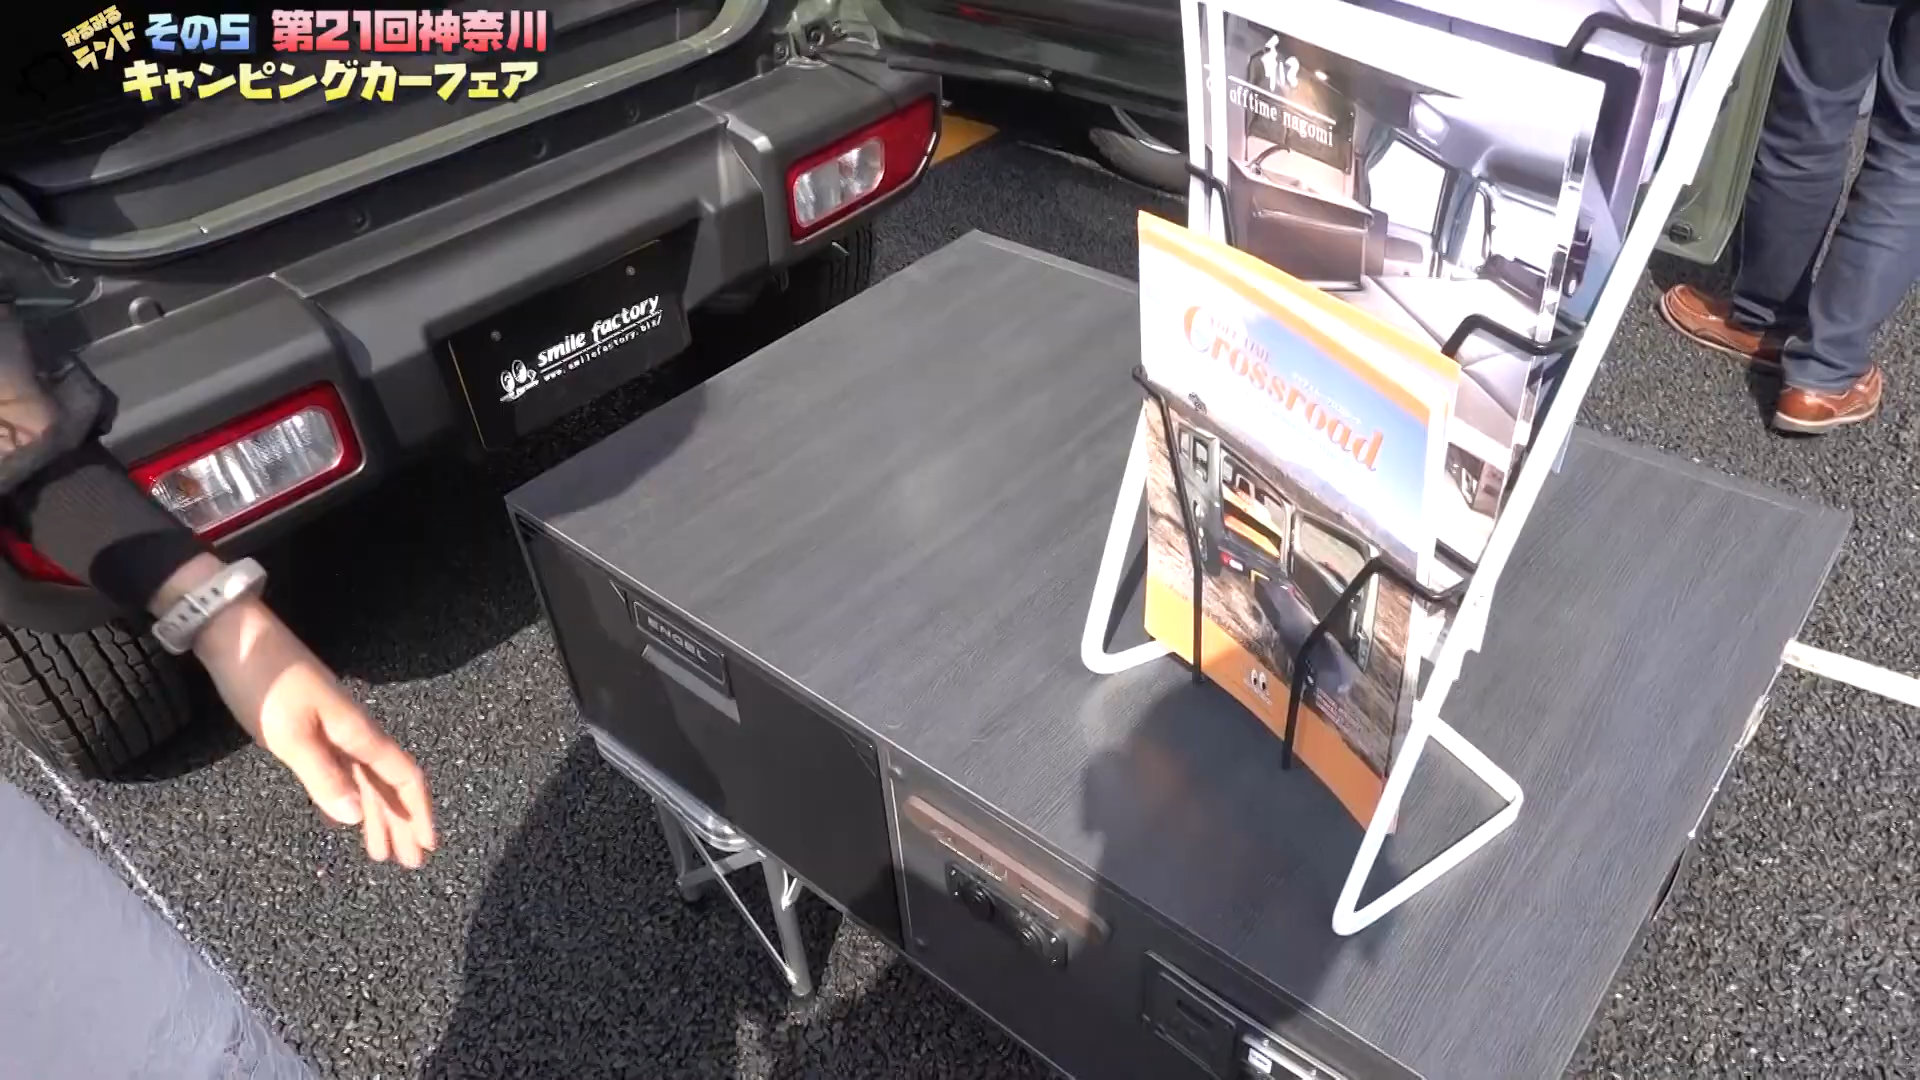 みるみる
ランド
その5 第21回神奈川
キャンピングカーフェア
和
offtime nagomi
smile factory
www.smilefactory.biz/
Crossroad
ENGEL